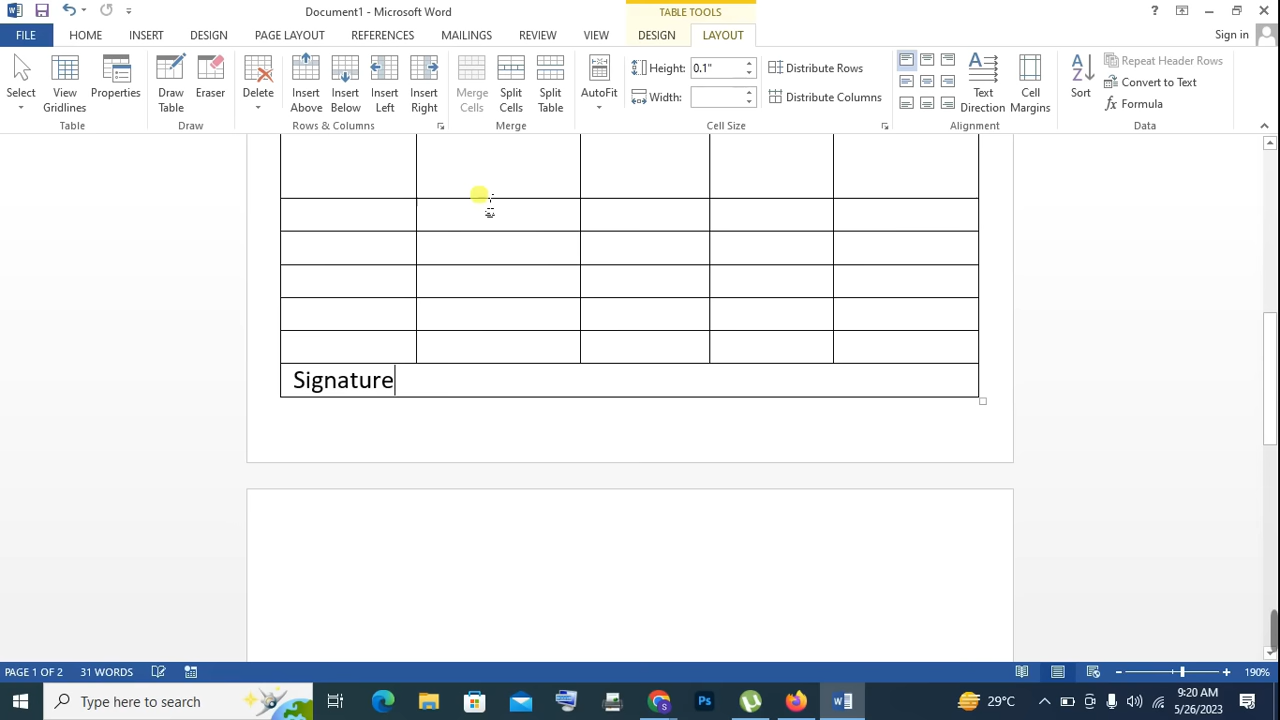 Document1 - Microsoft Word
TABLE TOOLS
?
FILE HOME INSERT DESIGN PAGE LAYOUT REFERENCES MAILINGS REVIEW VIEW DESIGN LAYOUT Sign in
Select
View Gridlines
Properties
Table
Draw Table
Eraser
Draw
Delete
Insert Above
Insert Below
Insert Left
Insert Right
Rows & Columns
Merge Cells
Split Cells
Split Table
Merge
AutoFit
Height: 0.1"
Width:
Distribute Rows
Distribute Columns
Cell Size
Text Direction
Cell Margins
Alignment
Sort
Repeat Header Rows
Convert to Text
Formula
Data
Signature
PAGE 1 OF 2 31 WORDS 190%
Type here to search
29°C
9:20 AM
5/26/2023